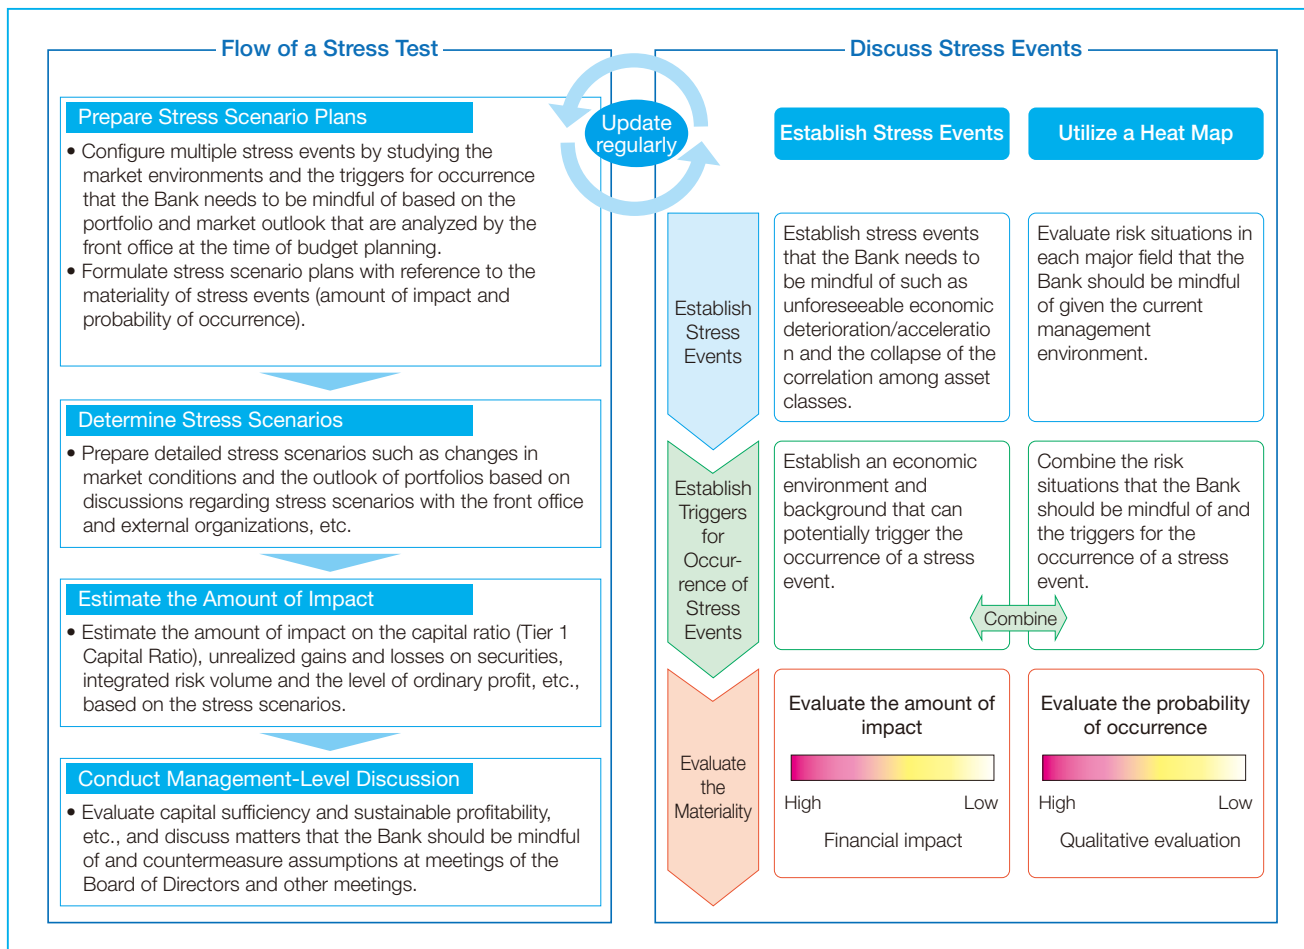 Flow of a Stress Test
Prepare Stress Scenario Plans
• Configure multiple stress events by studying the
market environments and the triggers for occurrence
that the Bank needs to be mindful of based on the
portfolio and market outlook that are analyzed by the
front office at the time of budget planning.
• Formulate stress scenario plans with reference to the
materiality of stress events (amount of impact and
probability of occurrence).
Determine Stress Scenarios
• Prepare detailed stress scenarios such as changes in
market conditions and the outlook of portfolios based on
discussions regarding stress scenarios with the front office
and external organizations, etc.
Estimate the Amount of Impact
• Estimate the amount of impact on the capital ratio (Tier 1
Capital Ratio), unrealized gains and losses on securities,
integrated risk volume and the level of ordinary profit, etc.,
based on the stress scenarios.
Conduct Management-Level Discussion
• Evaluate capital sufficiency and sustainable profitability,
etc., and discuss matters that the Bank should be mindful
of and countermeasure assumptions at meetings of the
Board of Directors and other meetings.
Update
regularly
Discuss Stress Events
Establish Stress Events
Utilize a Heat Map
Establish
Stress
Events
Establish stress events
that the Bank needs to
be mindful of such as
unforeseeable economic
deterioration/acceleratio
n and the collapse of the
correlation among asset
classes.
Evaluate risk situations in
each major field that the
Bank should be mindful
of given the current
management
environment.
Establish
Triggers
for
Occur-
rence of
Stress
Events
Establish an economic
environment and
background that can
potentially trigger the
occurrence of a stress
event.
Combine the risk
situations that the Bank
should be mindful of and
the triggers for the
occurrence of a stress
event.
Combine
Evaluate
the
Materiality
Evaluate the amount of
impact
High Low
Financial impact
Evaluate the probability
of occurrence
High Low
Qualitative evaluation